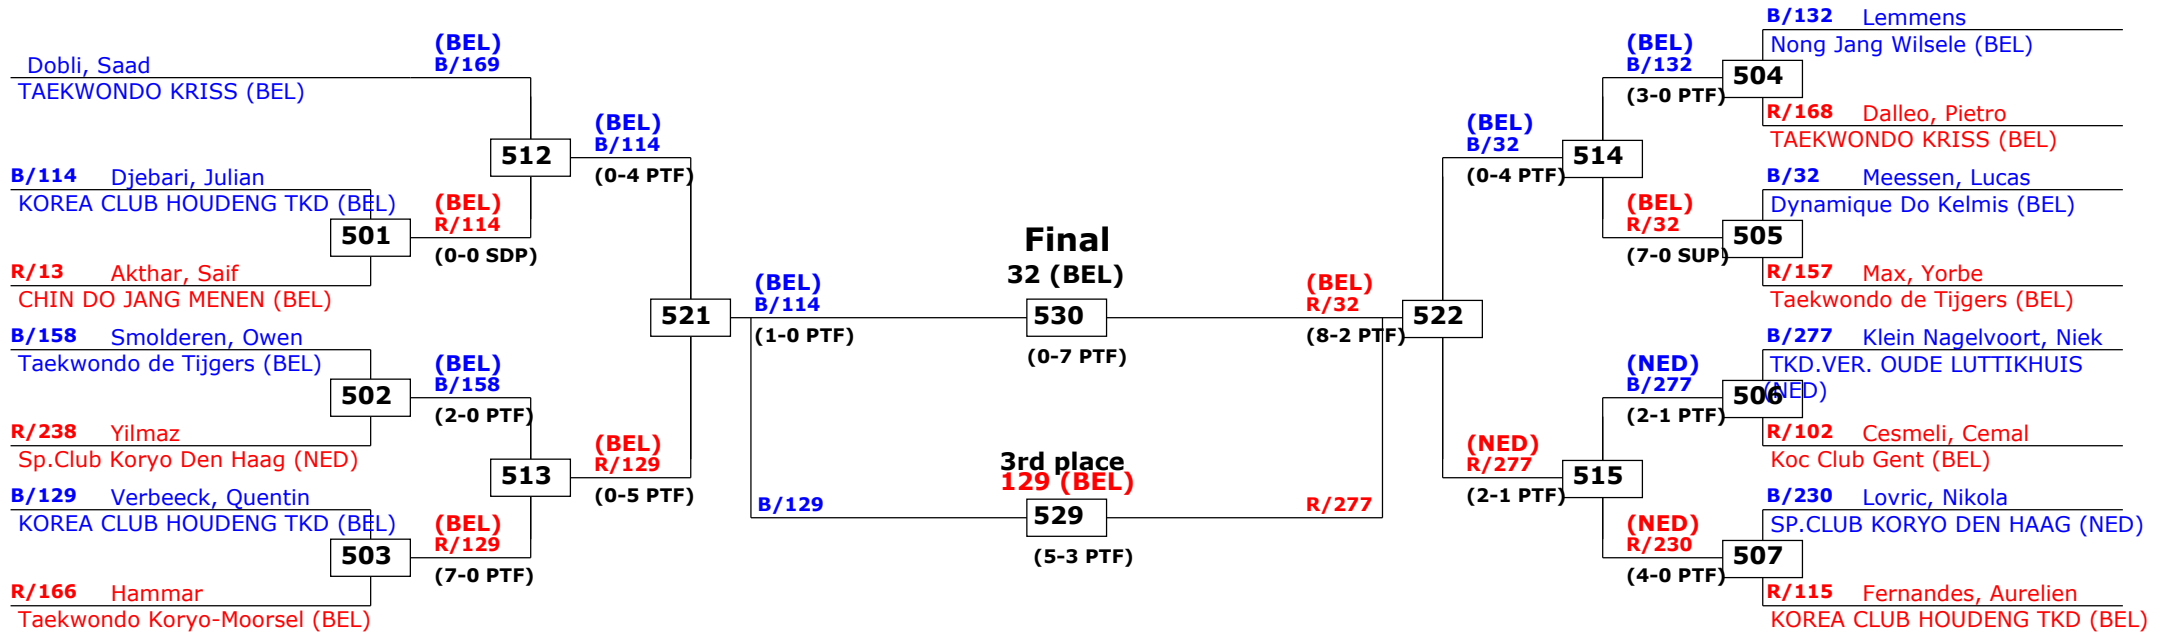 Dobli, Saad
TAEKWONDO KRISS (BEL)
B/114 Djebari, Julian
KOREA CLUB HOUDENG TKD (BEL)
501
R/13 Akthar, Saif
CHIN DO JANG MENEN (BEL)
B/158 Smolderen, Owen
Taekwondo de Tijgers (BEL)
502
R/238 Yilmaz
Sp.Club Koryo Den Haag (NED)
B/129 Verbeeck, Quentin
KOREA CLUB HOUDENG TKD (BEL)
503
R/166 Hammar
Taekwondo Koryo-Moorsel (BEL)
(BEL)
B/169
512
(BEL)
R/114
(0-0 SDP)
(BEL)
B/158
(2-0 PTF)
513
(BEL)
R/129
(7-0 PTF)
(BEL)
B/114
(0-4 PTF)
521
(BEL)
R/129
(0-5 PTF)
(BEL)
B/114
(1-0 PTF)
B/129
Final
32 (BEL)
530
(0-7 PTF)
3rd place
129 (BEL)
529
(5-3 PTF)
(BEL)
R/32
(8-2 PTF)
R/277
522
(BEL)
B/32
(0-4 PTF)
514
(NED)
R/277
(2-1 PTF)
515
(BEL)
B/132
(3-0 PTF)
(BEL)
R/32
(7-0 SUP)
(NED)
B/277
(2-1 PTF)
(NED)
R/230
(4-0 PTF)
B/132 Lemmens
Nong Jang Wilsele (BEL)
504
R/168 Dalleo, Pietro
TAEKWONDO KRISS (BEL)
B/32 Meessen, Lucas
Dynamique Do Kelmis (BEL)
505
R/157 Max, Yorbe
Taekwondo de Tijgers (BEL)
B/277 Klein Nagelvoort, Niek
TKD.VER. OUDE LUTTIKHUIS
(NED)
506
R/102 Cesmeli, Cemal
Koc Club Gent (BEL)
B/230 Lovric, Nikola
SP.CLUB KORYO DEN HAAG (NED)
507
R/115 Fernandes, Aurelien
KOREA CLUB HOUDENG TKD (BEL)